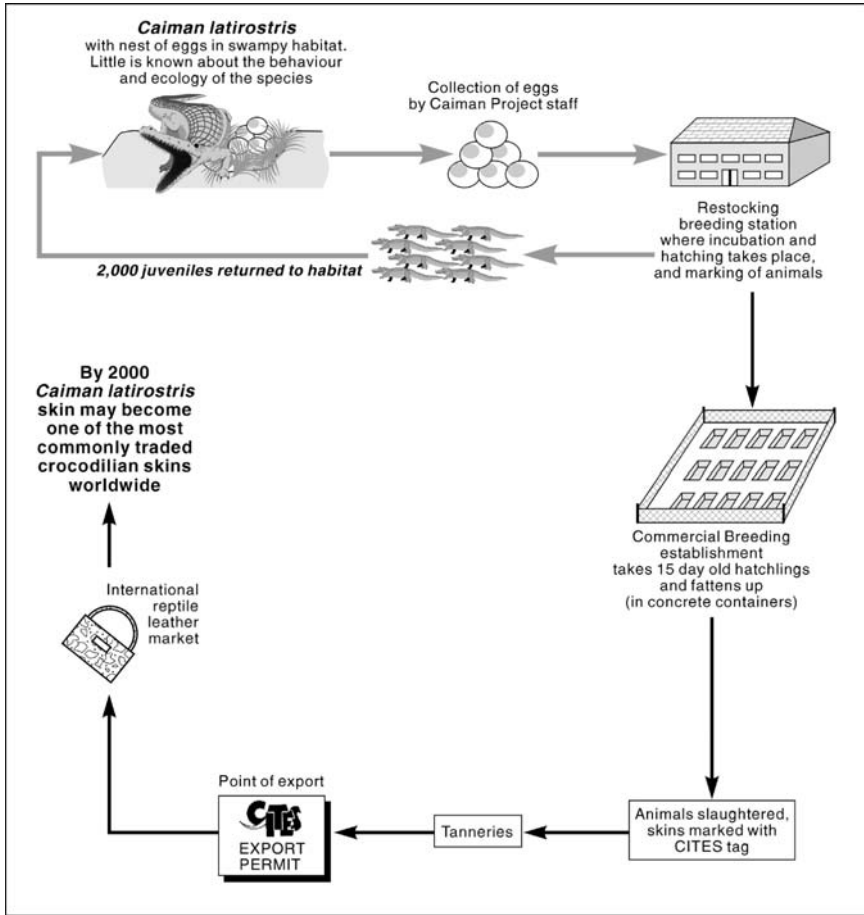 Caiman latirostris
with nest of eggs in swampy habitat.
Little is known about the behaviour
and ecology of the species
Collection of eggs
by Caiman Project staff
Restocking
breeding station
where incubation and
hatching takes place,
and marking of animals
2,000 juveniles returned to habitat
Commercial Breeding
establishment
takes 15 day old hatchlings
and fattens up
(in concrete containers)
Animals slaughtered,
skins marked with
CITES tag
Tanneries
Point of export
CITES
EXPORT
PERMIT
International
reptile
leather
market
By 2000
Caiman latirostris
skin may become
one of the most
commonly traded
crocodilian skins
worldwide